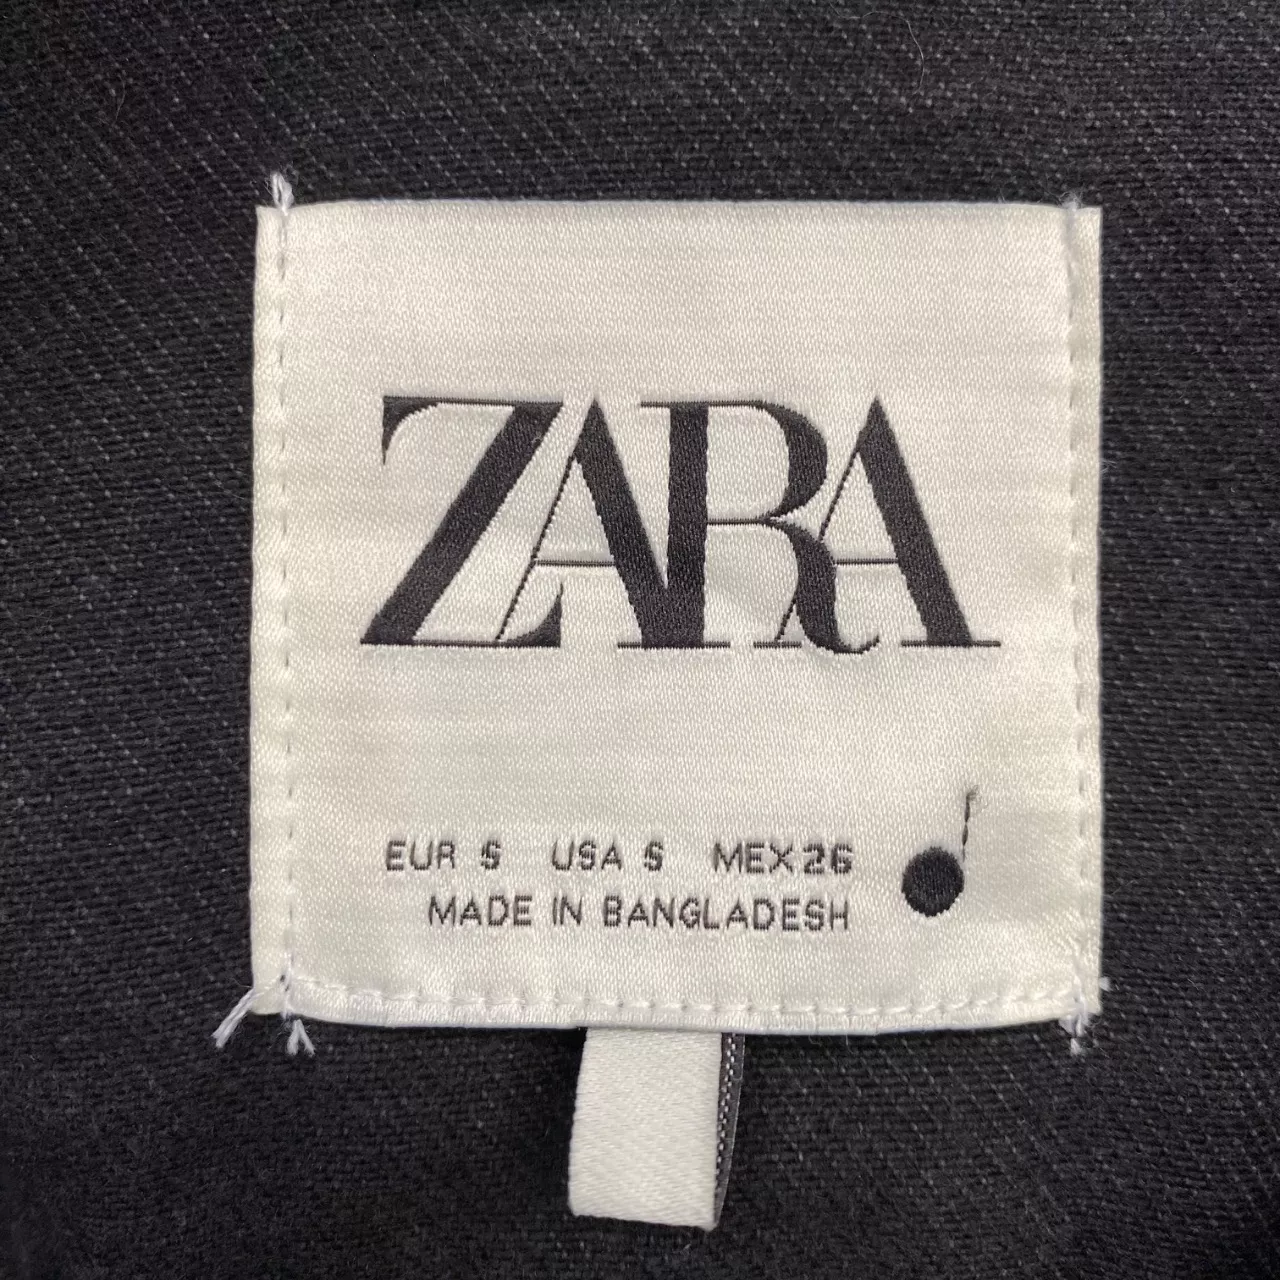 ZARA
EUR S USA S MEX 26
MADE IN BANGLADESH